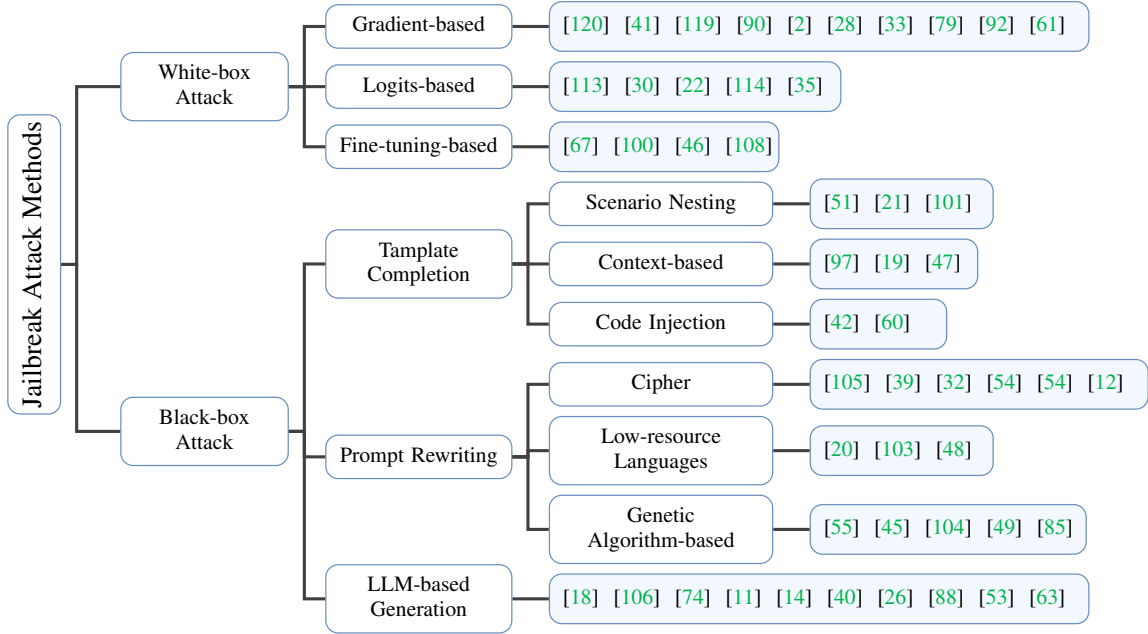 Jailbreak Attack Methods
White-box
Attack
Gradient-based
[120] [41] [119] [90] [2] [28] [33] [79] [92] [61]
Logits-based
[113] [30] [22] [114] [35]
Fine-tuning-based
[67] [100] [46] [108]
Black-box
Attack
Tamplate
Completion
Scenario Nesting
[51] [21] [101]
Context-based
[97] [19] [47]
Code Injection
[42] [60]
Prompt Rewriting
Cipher
[105] [39] [32] [54] [54] [12]
Low-resource
Languages
[20] [103] [48]
Genetic
Algorithm-based
[55] [45] [104] [49] [85]
LLM-based
Generation
[18] [106] [74] [11] [14] [40] [26] [88] [53] [63]